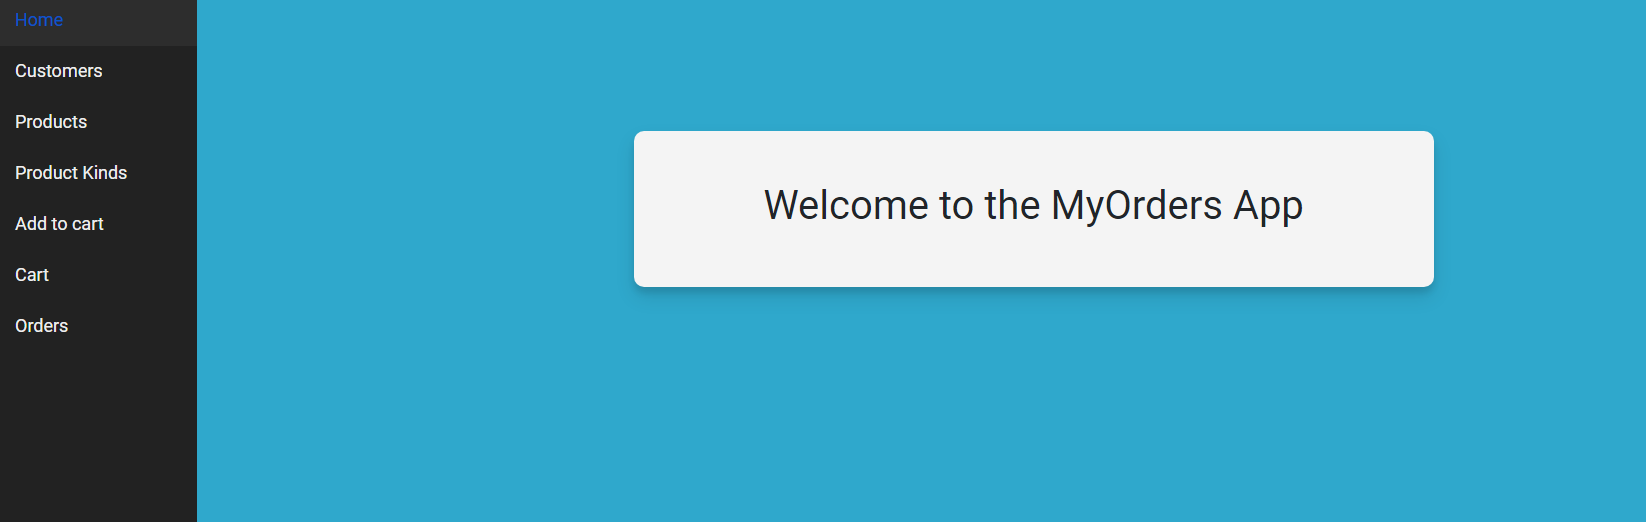 Home
Customers
Products
Product Kinds
Add to cart
Cart
Orders
Welcome to the MyOrders App